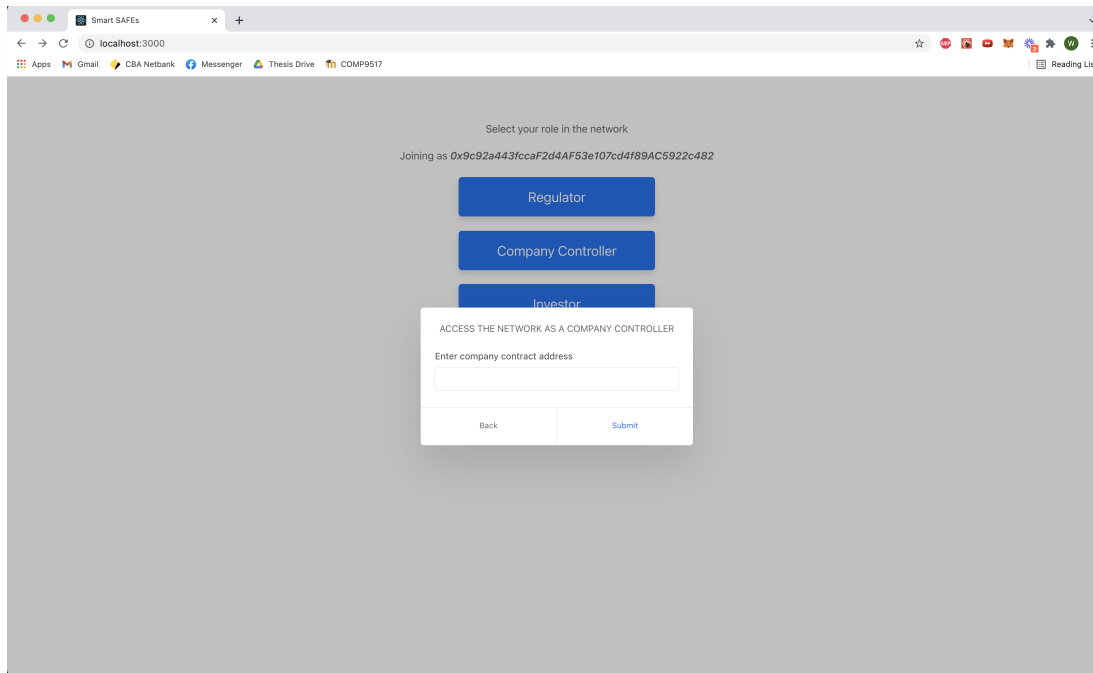 Smart SAFEs
localhost:3000
ABP
3
W
Apps Gmail CBA Netbank Messenger Thesis Drive COMP9517
Reading Lis
Select your role in the network
Joining as 0x9c92a443fccaF2d4AF53e107cd4f89AC5922c482
Regulator
Company Controller
Investor
ACCESS THE NETWORK AS A COMPANY CONTROLLER
Enter company contract address
Back Submit